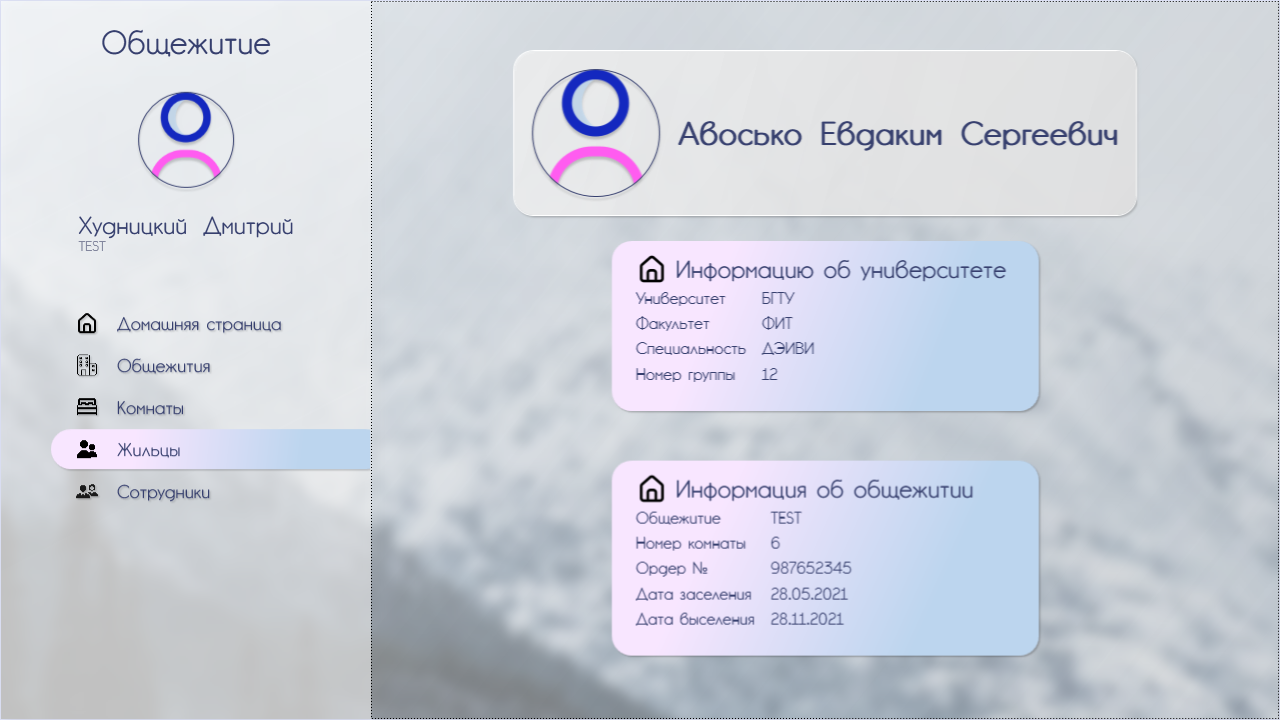 Общежитие
Худницкий Дмитрий
TEST
Домашняя страница
Общежития
Комнаты
Жильцы
Сотрудники
Авосько Евдаким Сергеевич
Информацию об университете
Университет БГТУ
Факультет ФИТ
Специальность ДЭИВИ
Номер группы 12
Информация об общежитии
Общежитие TEST
Номер комнаты 6
Ордер № 987652345
Дата заселения 28.05.2021
Дата выселения 28.11.2021